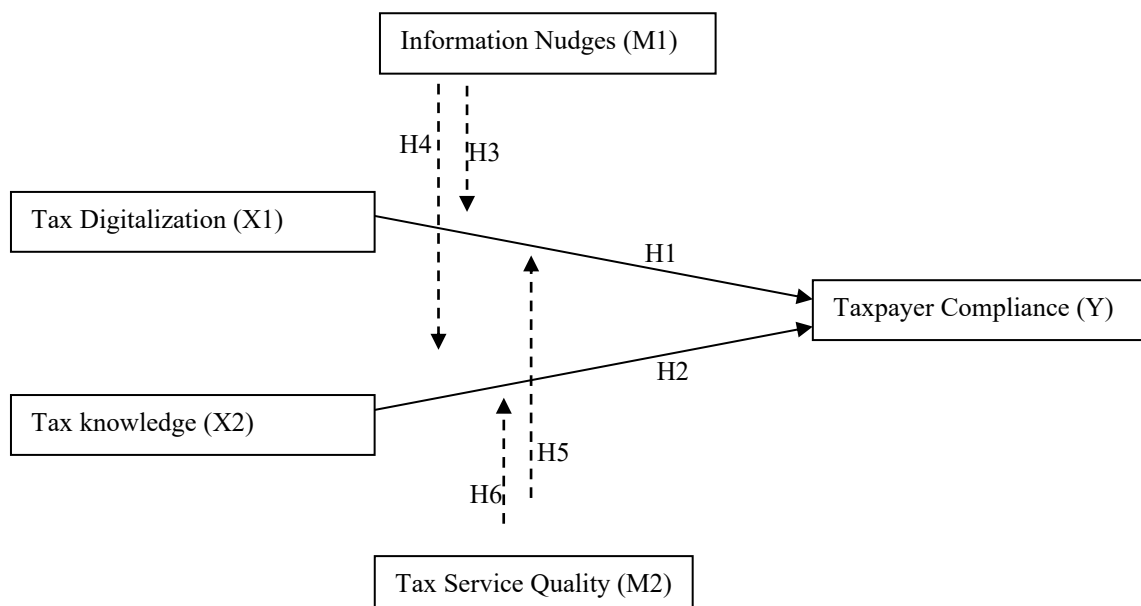 Information Nudges (M1)
H4
H3
Tax Digitalization (X1)
H1
Taxpayer Compliance (Y)
H2
Tax knowledge (X2)
H5
H6
Tax Service Quality (M2)